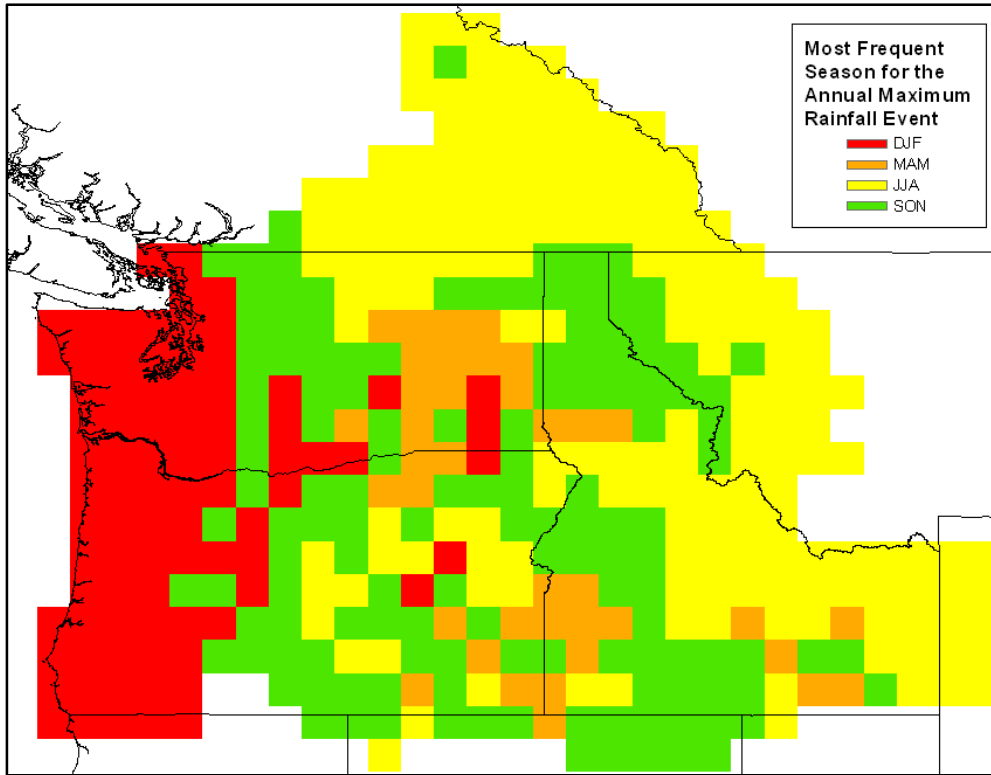 Most Frequent
Season for the
Annual Maximum
Rainfall Event
DJF
MAM
JJA
SON